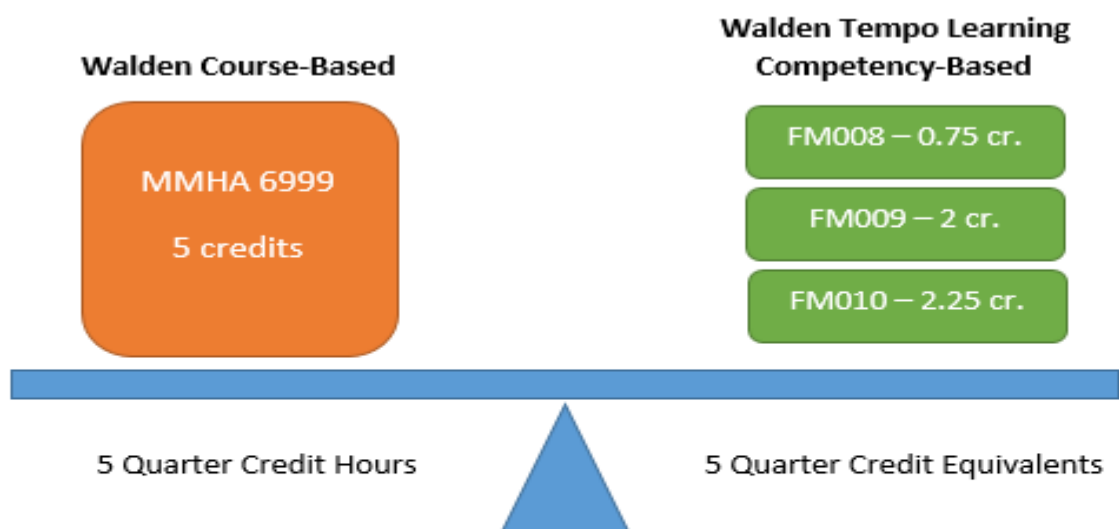 Walden Course-Based
MMHA 6999
5 credits
Walden Tempo Learning
Competency-Based
FM008 – 0.75 cr.
FM009 – 2 cr.
FM010 – 2.25 cr.
5 Quarter Credit Hours
5 Quarter Credit Equivalents